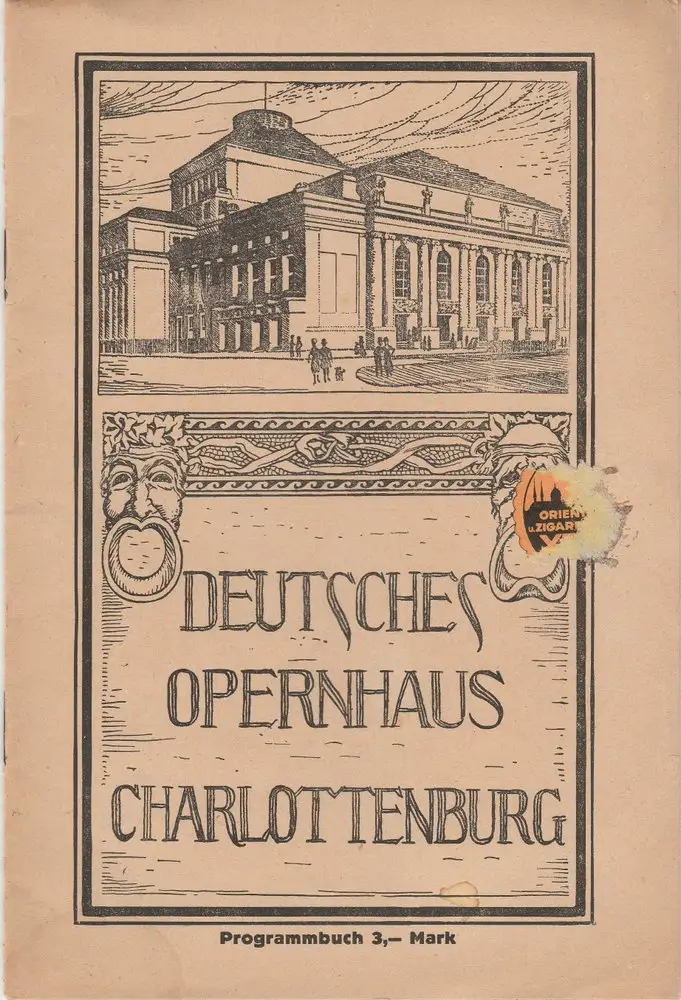 ORIENT
u. ZIGAR
DEUTSCHES
OPERNHAUS
CHARLOTTENBURG
Programmbuch 3,— Mark